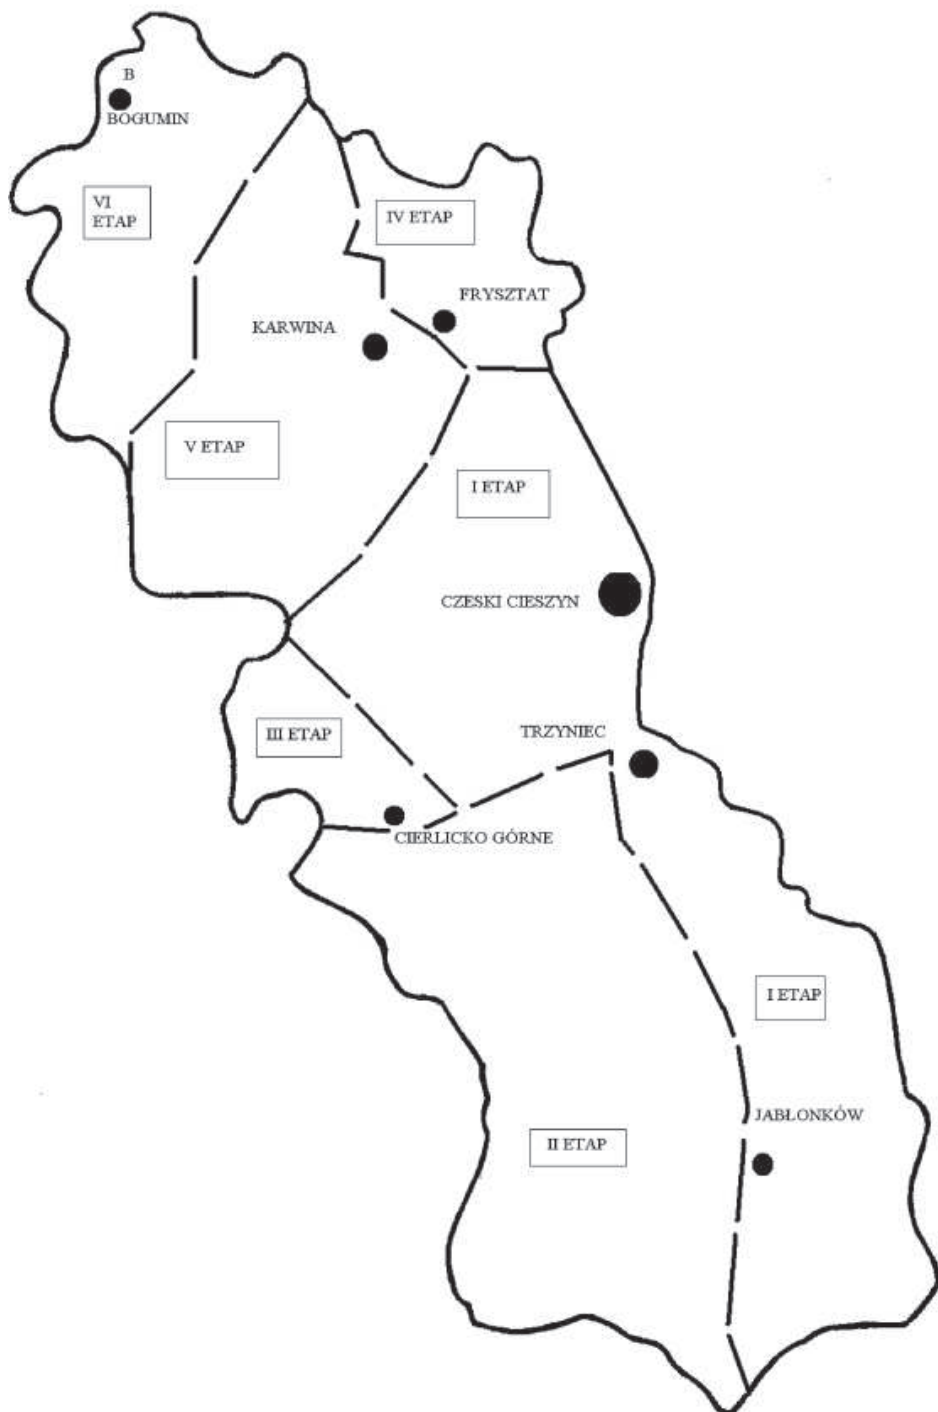 B
BOGUMIN
VI
ETAP
IV ETAP
FRYSZTAT
KARWINA
V ETAP
I ETAP
CZESKI CIESZYN
TRZYNIEC
III ETAP
CIERLICKO GÓRNE
I ETAP
JABŁONKÓW
II ETAP